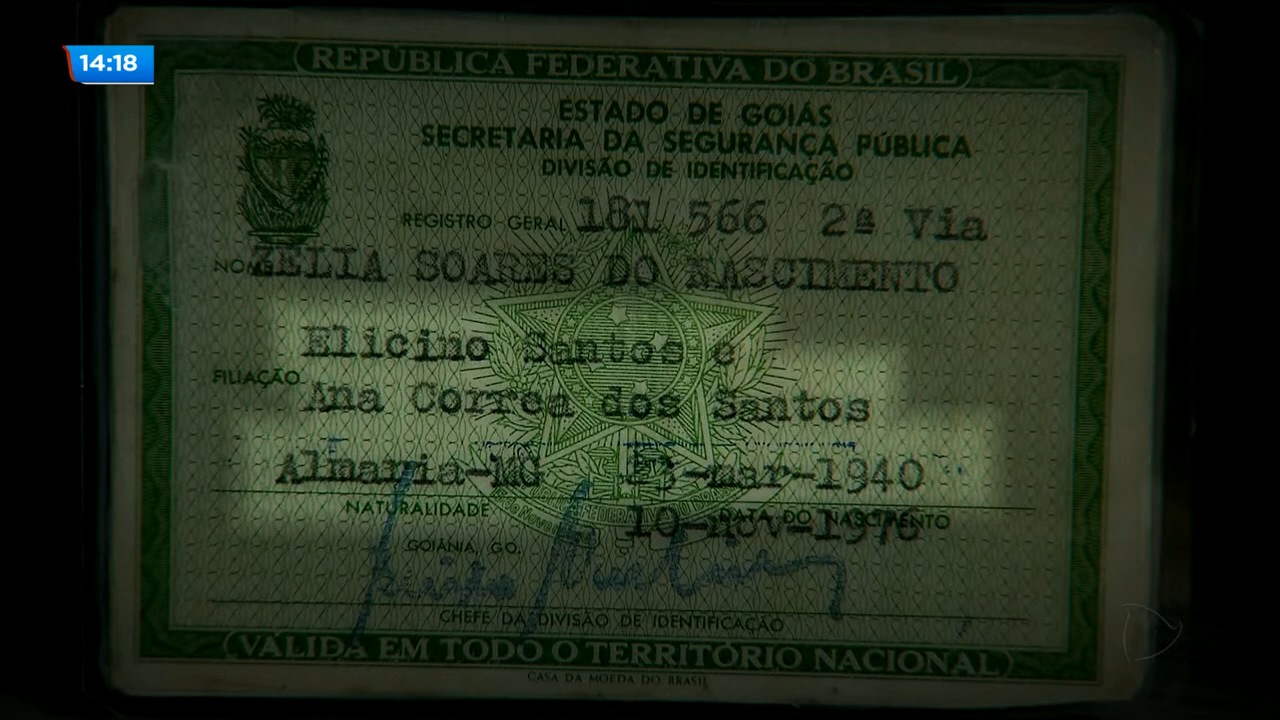 14:18
REPÚBLICA FEDERATIVA DO BRASIL
ESTADO DE GOIÁS
SECRETARIA DA SEGURANÇA PÚBLICA
DIVISÃO DE IDENTIFICAÇÃO
REGISTRO GERAL 181 566 2ª Via
NOME ZELIA SOARES DO NASCIMENTO
Elicino Santos e
FILIAÇÃO
Ana Correa dos Santos
-MG 23-mar-1940
NATURALIDADE DATA DO NASCIMENTO
GOIÂNIA, GO. 10-nov-1976
CHEFE DA DIVISÃO DE IDENTIFICAÇÃO
VÁLIDA EM TODO O TERRITÓRIO NACIONAL
CASA DA MOEDA DO BRASIL